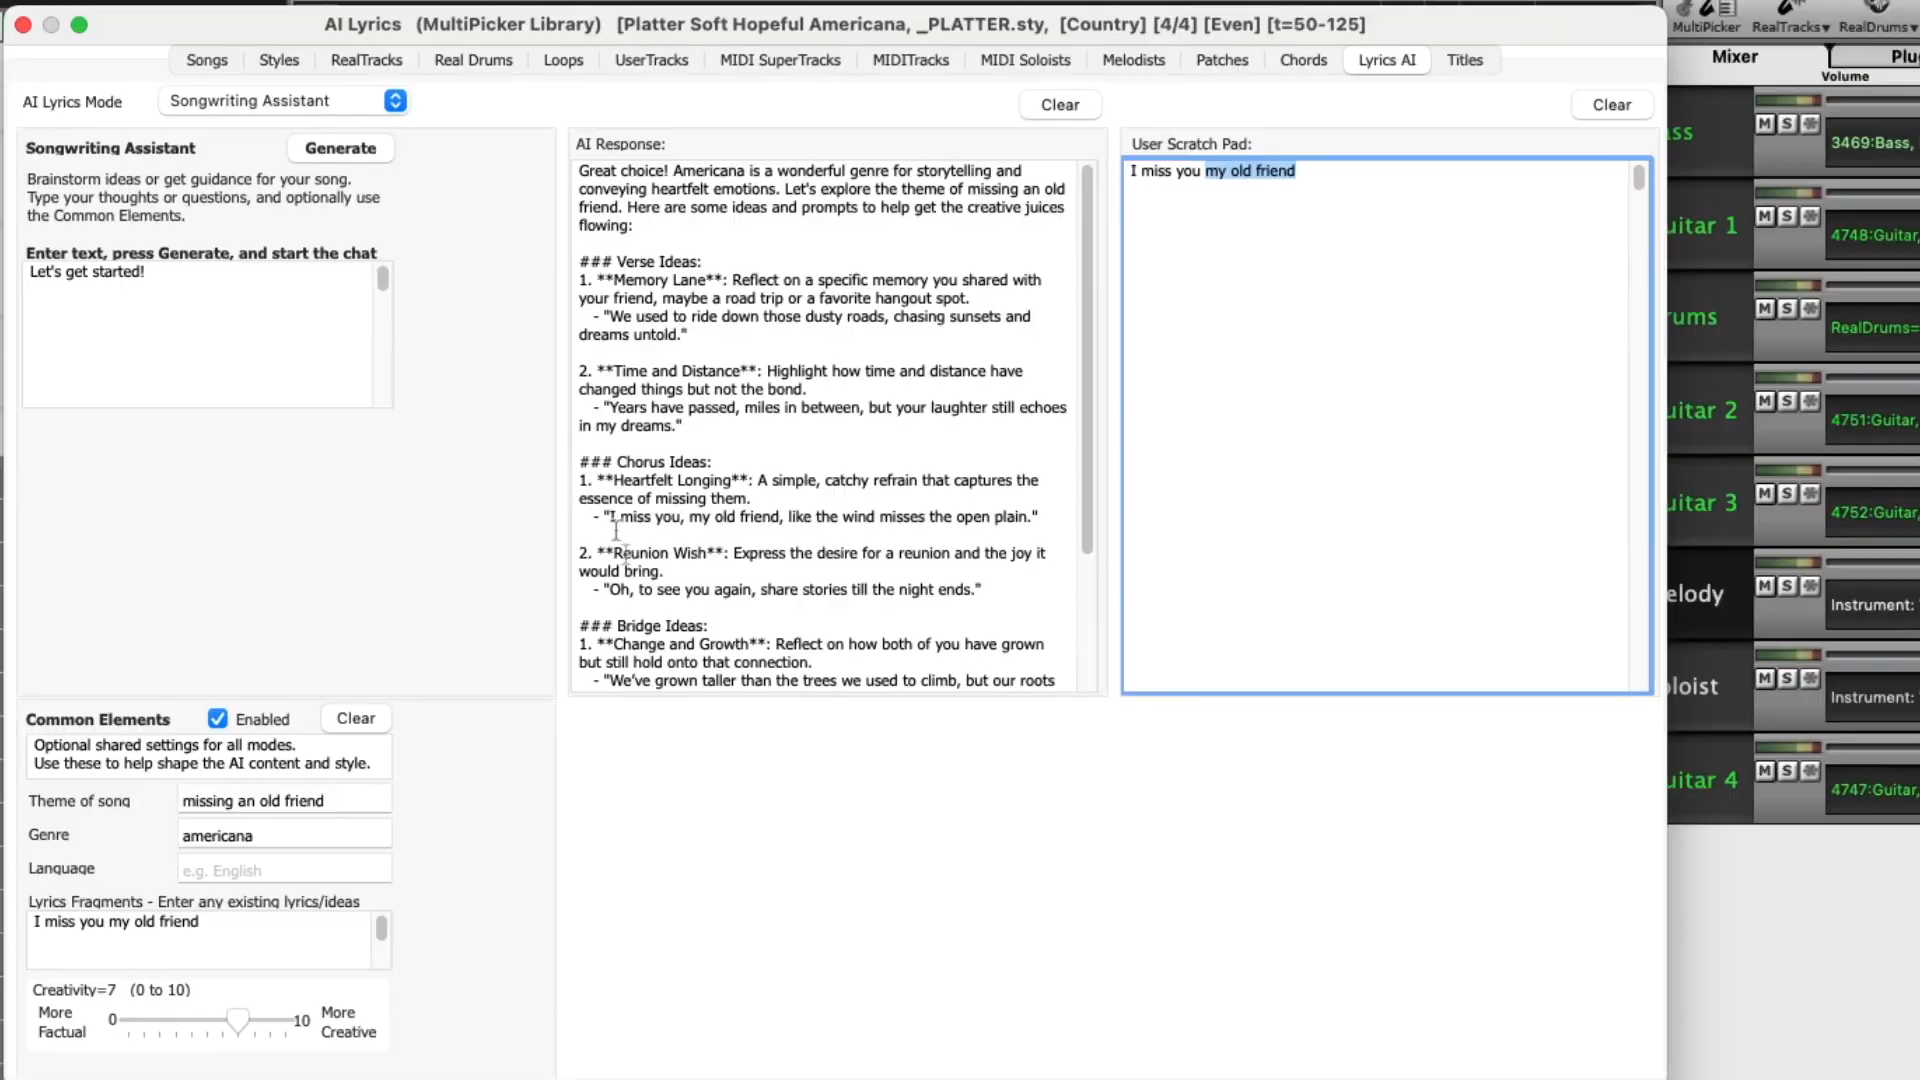 AI Lyrics (MultiPicker Library) [Platter Soft Hopeful Americana, _PLATTER.sty, [Country] [4/4] [Even] [t=50-125]
MultiPicker RealTracks▾ RealDrums▾
Songs Styles RealTracks Real Drums Loops UserTracks MIDI SuperTracks MIDITracks MIDI Soloists Melodists Patches Chords Lyrics AI Titles
Mixer
Volume
AI Lyrics Mode Songwriting Assistant
Clear
Clear
Songwriting Assistant Generate
Brainstorm ideas or get guidance for your song.
Type your thoughts or questions, and optionally use
the Common Elements.
Enter text, press Generate, and start the chat
Let's get started!
AI Response:
Great choice! Americana is a wonderful genre for storytelling and
conveying heartfelt emotions. Let's explore the theme of missing an old
friend. Here are some ideas and prompts to help get the creative juices
flowing:
### Verse Ideas:
1. **Memory Lane**: Reflect on a specific memory you shared with
your friend, maybe a road trip or a favorite hangout spot.
- "We used to ride down those dusty roads, chasing sunsets and
dreams untold."
2. **Time and Distance**: Highlight how time and distance have
changed things but not the bond.
- "Years have passed, miles in between, but your laughter still echoes
in my dreams."
### Chorus Ideas:
1. **Heartfelt Longing**: A simple, catchy refrain that captures the
essence of missing them.
- "I miss you, my old friend, like the wind misses the open plain."
2. **Reunion Wish**: Express the desire for a reunion and the joy it
would bring.
- "Oh, to see you again, share stories till the night ends."
### Bridge Ideas:
1. **Change and Growth**: Reflect on how both of you have grown
but still hold onto that connection.
- "We've grown taller than the trees we used to climb, but our roots
User Scratch Pad:
I miss you my old friend
Common Elements Enabled Clear
Optional shared settings for all modes.
Use these to help shape the AI content and style.
Theme of song missing an old friend
Genre americana
Language e.g. English
Lyrics Fragments - Enter any existing lyrics/ideas
I miss you my old friend
Creativity=7 (0 to 10)
More Factual 0 10 More Creative
ss M S 3469:Bass,
uitar 1 M S 4748:Guitar,
rums M S RealDrums=
uitar 2 M S 4751:Guitar,
uitar 3 M S 4752:Guitar,
elody M S Instrument:
loist M S Instrument:
uitar 4 M S 4747:Guitar,